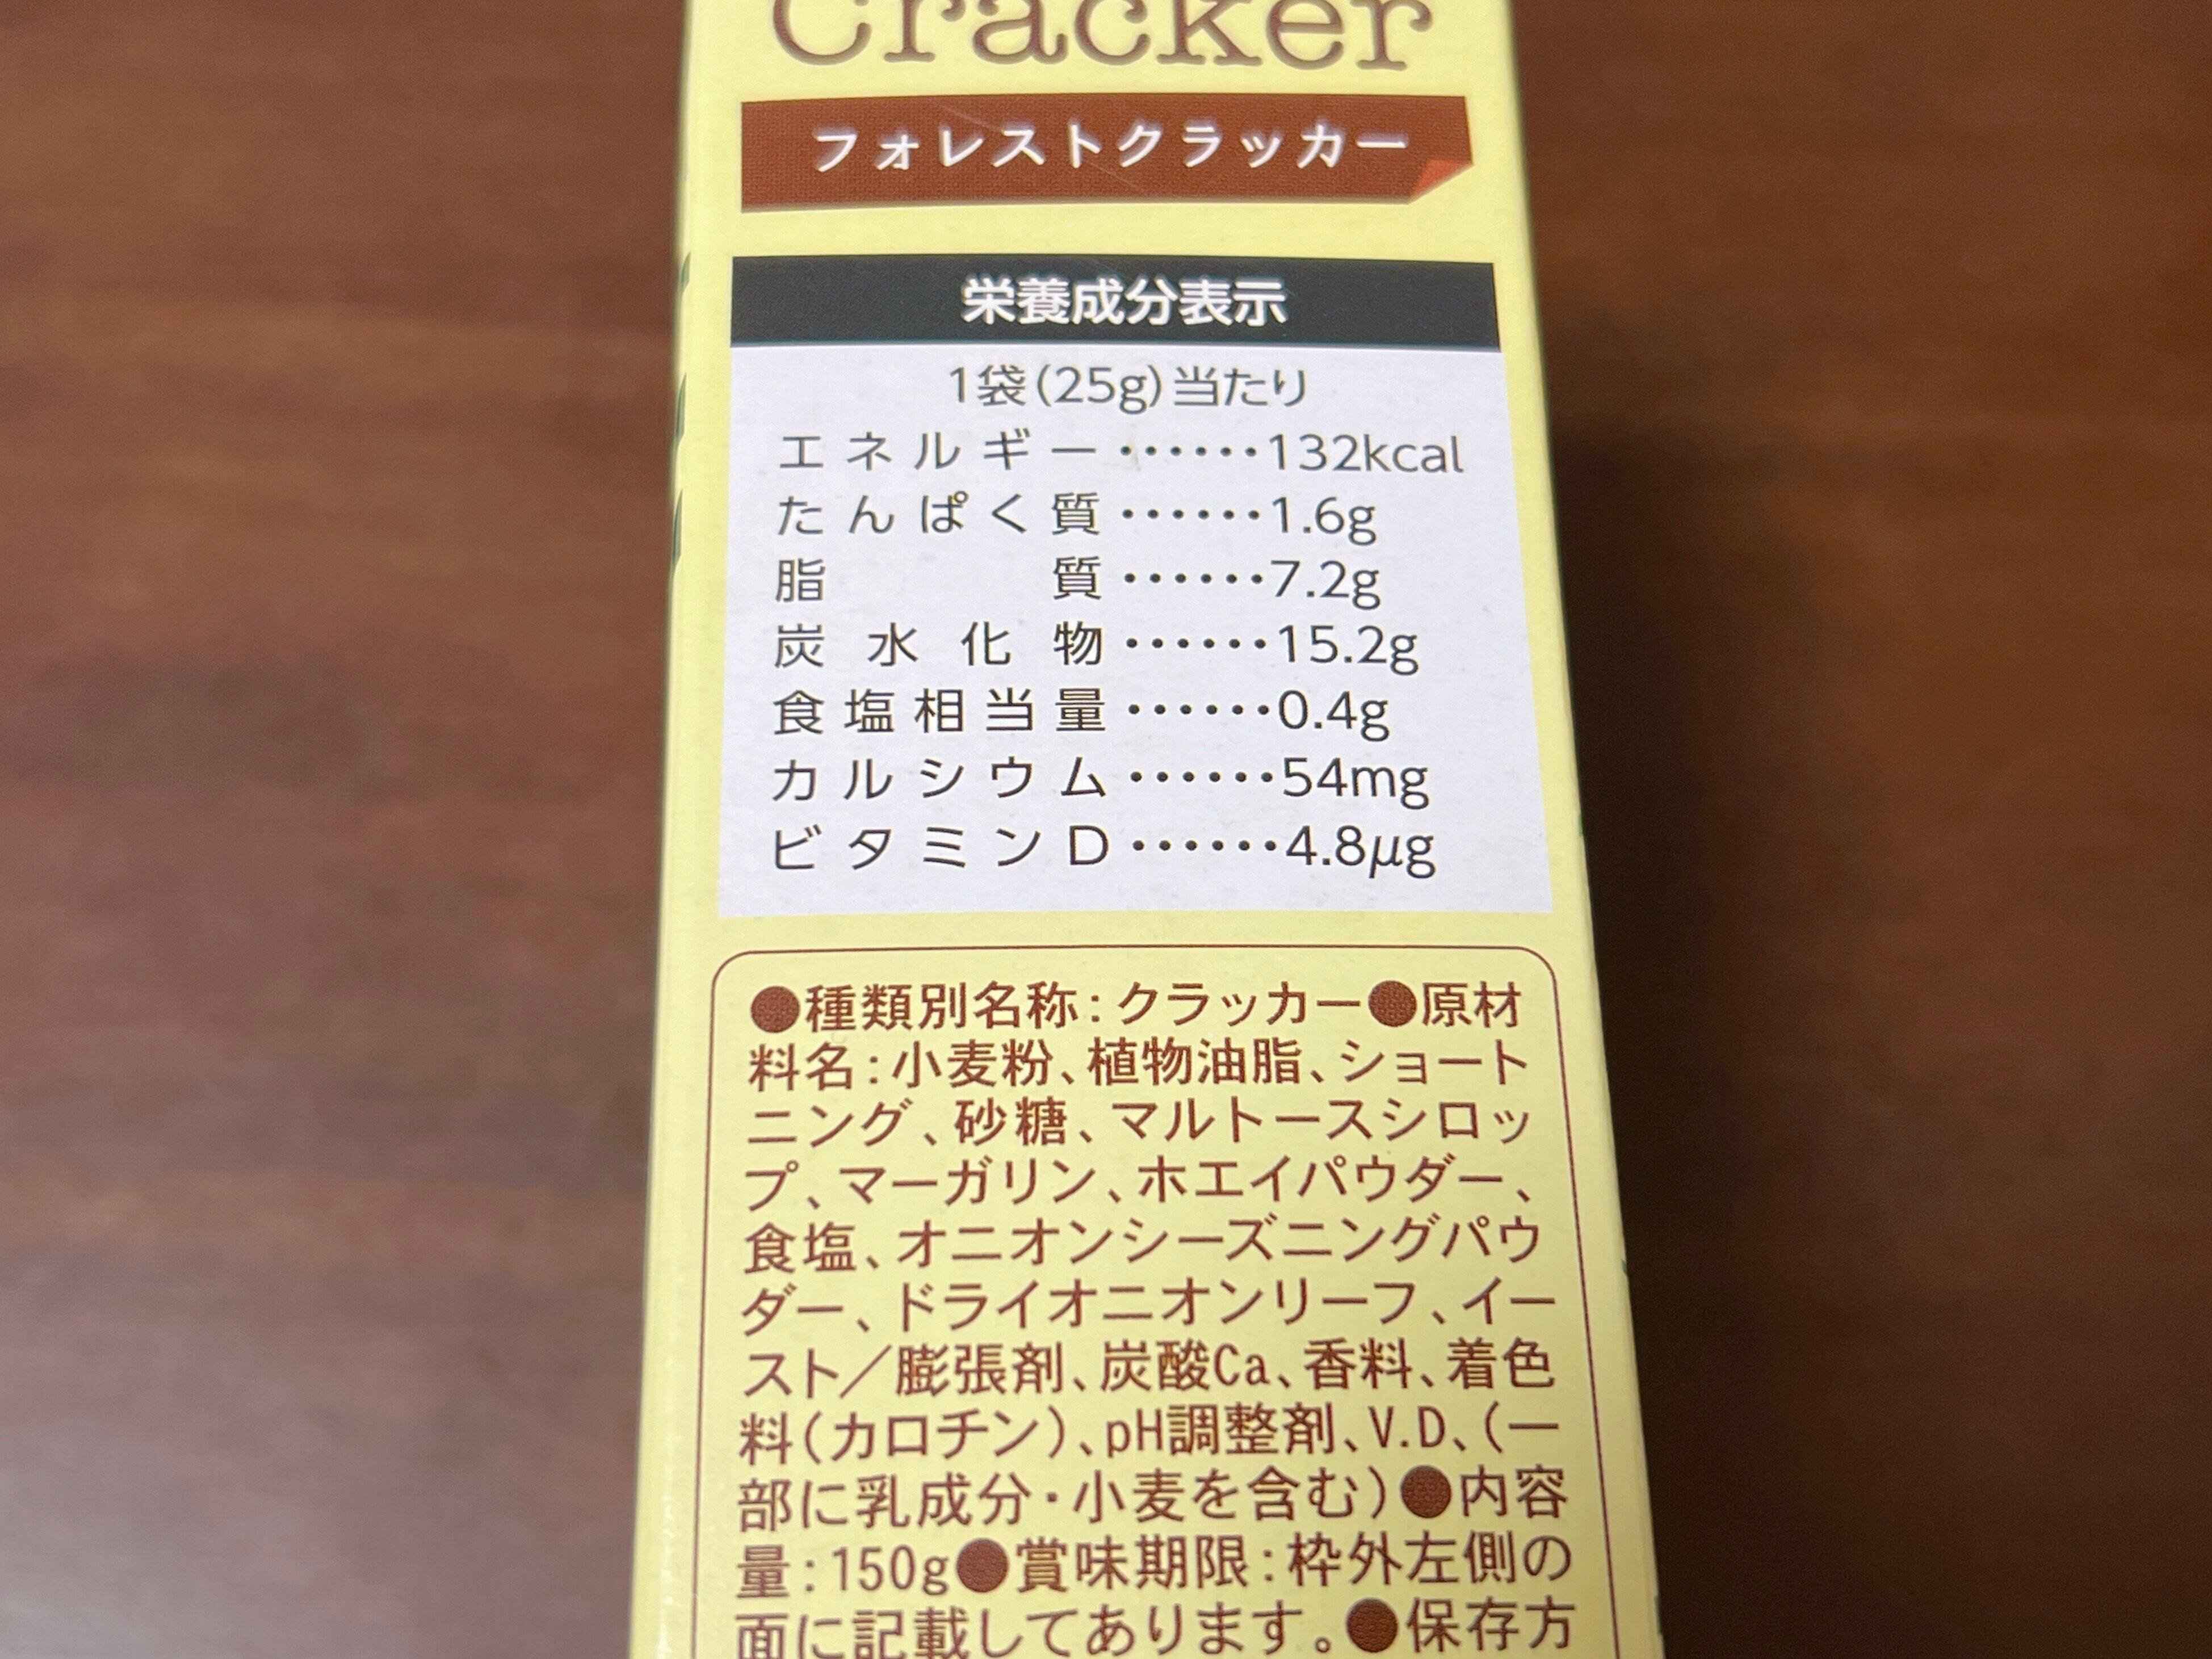 Cracker
フォレストクラッカー
栄養成分表示
1袋(25g)当たり
エネルギー······132kcal
たんぱく質······1.6g
脂質······7.2g
炭水化物······15.2g
食塩相当量······0.4g
カルシウム······54mg
ビタミンD······4.8μg
●種類別名称:クラッカー●原材
料名:小麦粉、植物油脂、ショート
ニング、砂糖、マルトースシロッ
プ、マーガリン、ホエイパウダー、
食塩、オニオンシーズニングパウ
ダー、ドライオニオンリーフ、イー
スト/膨張剤、炭酸Ca、香料、着色
料(カロチン)、pH調整剤、V.D、(一
部に乳成分・小麦を含む)●内容
量:150g●賞味期限:枠外左側の
面に記載してあります。●保存方